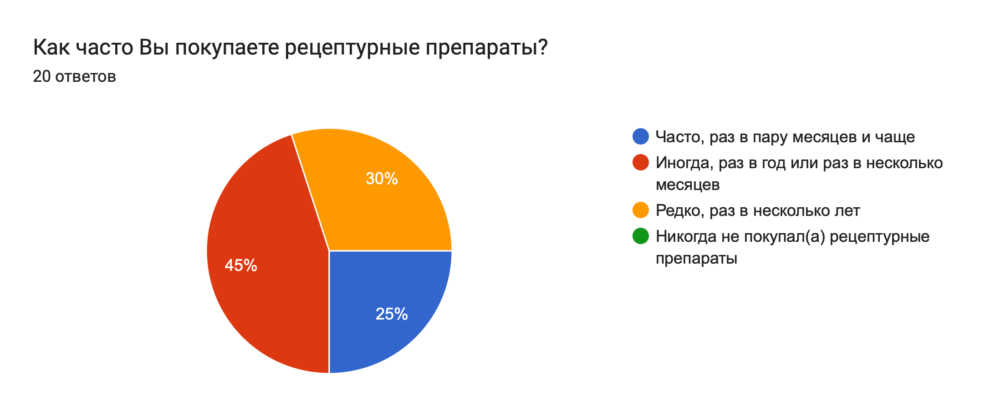 Как часто Вы покупаете рецептурные препараты?
20 ответов
30%
45%
25%
Часто, раз в пару месяцев и чаще
Иногда, раз в год или раз в несколько
месяцев
Редко, раз в несколько лет
Никогда не покупал(а) рецептурные
препараты